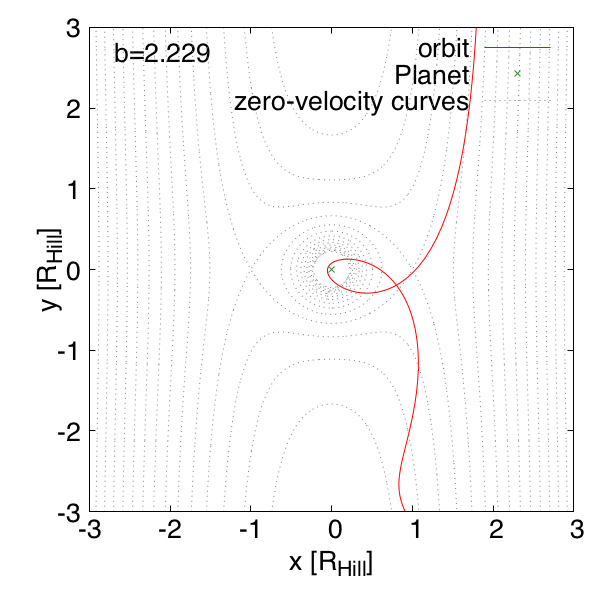 3
b=2.229
orbit
Planet
2
zero-velocity curves
1
y [R_Hill]
0
-1
-2
-3
-3 -2 -1 0 1 2 3
x [R_Hill]